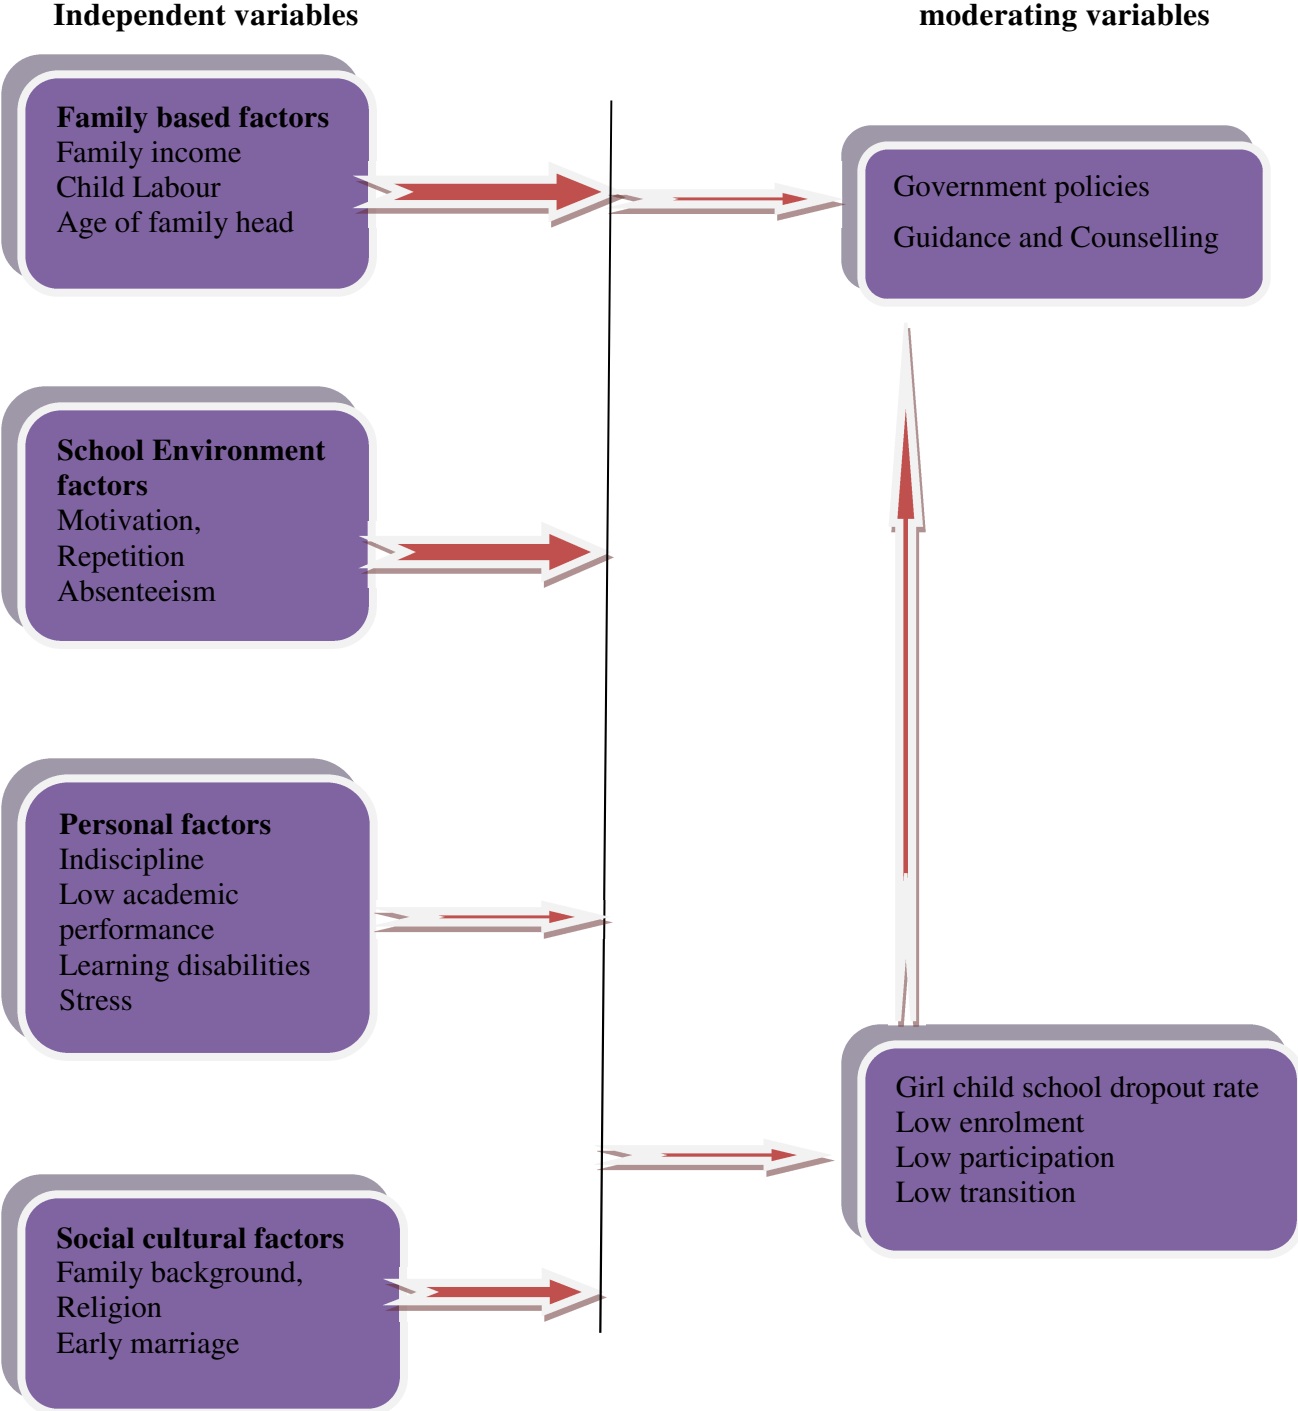 Independent variables
moderating variables
Family based factors
Family income
Child Labour
Age of family head
Government policies
Guidance and Counselling
School Environment
factors
Motivation,
Repetition
Absenteeism
Personal factors
Indiscipline
Low academic
performance
Learning disabilities
Stress
Girl child school dropout rate
Low enrolment
Low participation
Low transition
Social cultural factors
Family background,
Religion
Early marriage